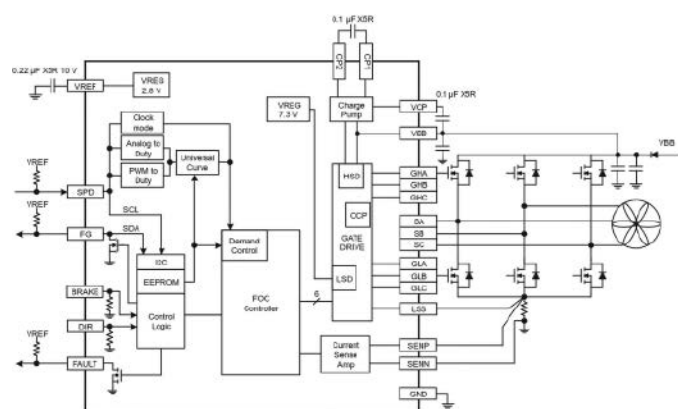 0.1 µF X5R
CP2
CP1
0.22 µF X5R 10 V
VREF
VREG
2.8 V
VREG
7.3 V
Charge
Pump
VCP
0.1 µF X5R
VBB
VBB
Clock
mode
Analog to
Duty
PWM to
Duty
Universal
Curve
VREF
SPD
SCL
VREF
FG
SDA
I2C
EEPROM
Control
Logic
BRAKE
DIR
VREF
FAULT
Demand
Control
FOC
Controller
6
HSD
OCP
GATE
DRIVE
LSD
GHA
GHB
GHC
SA
SB
SC
GLA
GLB
GLC
LSS
Current
Sense
Amp
SENP
SENN
GND